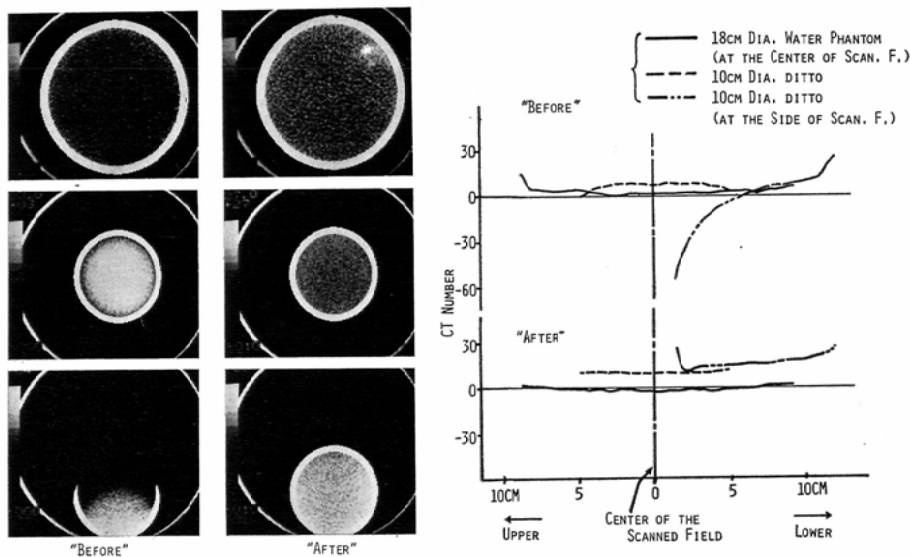 18CM DIA. WATER PHANTOM
(AT THE CENTER OF SCAN. F.)
10CM DIA. DITTO
10CM DIA. DITTO
(AT THE SIDE OF SCAN. F.)
"BEFORE"
30
0
-30
-60
CT NUMBER
"AFTER"
30
0
-30
10CM 5 0 5 10CM
UPPER
CENTER OF THE
SCANNED FIELD
LOWER
"BEFORE" "AFTER"